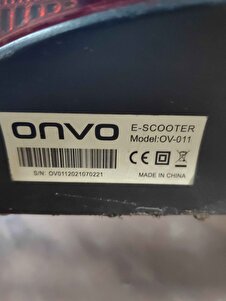 onvo
E-SCOOTER
Model:OV-011
CE
S/N: OV0112021070221
MADE IN CHINA